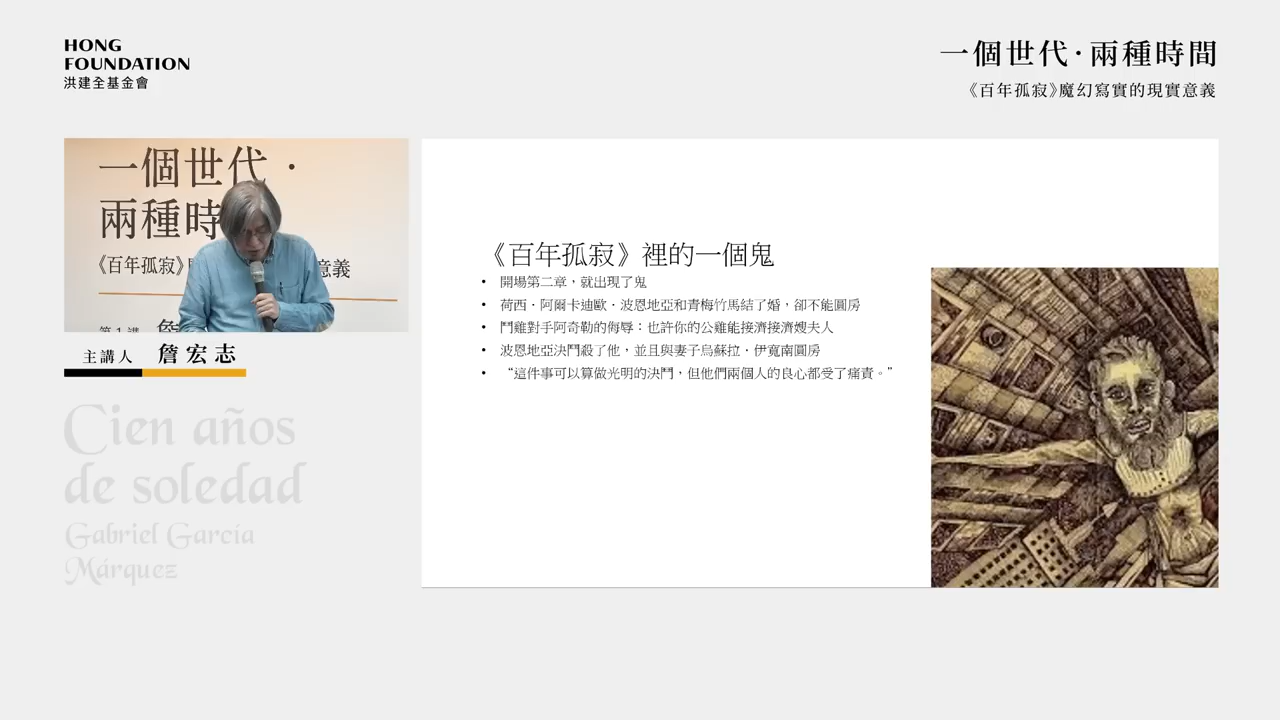 HONG
FOUNDATION
洪建全基金會
一個世代·兩種時間
《百年孤寂》魔幻寫實的現實意義
一個世代·
兩種時
《百年孤寂》
意義
第1講
詹
主講人 詹宏志
Cien años
de soledad
Gabriel García
Márquez
《百年孤寂》裡的一個鬼
• 開場第二章，就出現了鬼
• 荷西·阿爾卡迪歐·波恩地亞和青梅竹馬結了婚，卻不能圓房
• 鬥雞對手阿奇勒的侮辱：也許你的公雞能接濟接濟嫂夫人
• 波恩地亞決鬥殺了他，並且與妻子烏蘇拉·伊寬南圓房
• “這件事可以算做光明的決鬥，但他們兩個人的良心都受了痛責。”